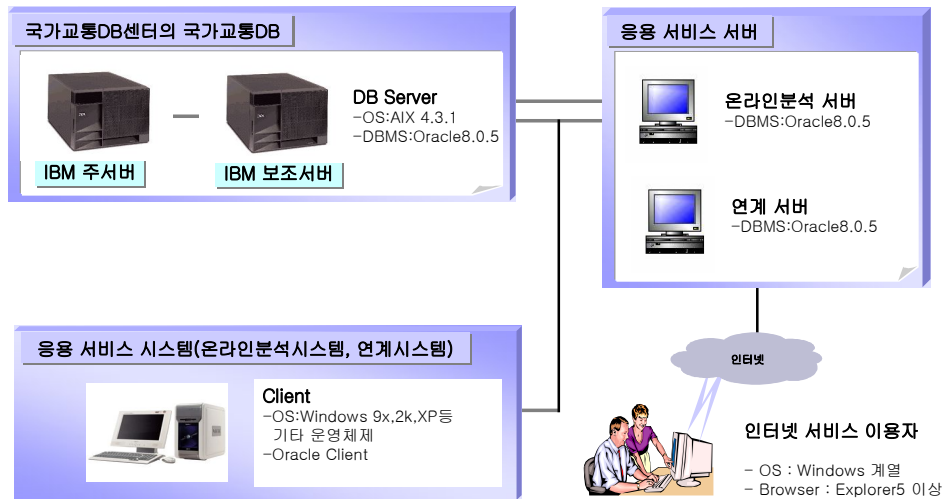 국가교통DB센터의 국가교통DB
DB Server
-OS:AIX 4.3.1
-DBMS:Oracle8.0.5
IBM 주서버
IBM 보조서버
응용 서비스 서버
온라인분석 서버
-DBMS:Oracle8.0.5
연계 서버
-DBMS:Oracle8.0.5
응용 서비스 시스템(온라인분석시스템, 연계시스템)
Client
-OS:Windows 9x,2k,XP등
기타 운영체제
-Oracle Client
인터넷
인터넷 서비스 이용자
- OS : Windows 계열
- Browser : Explorer5 이상